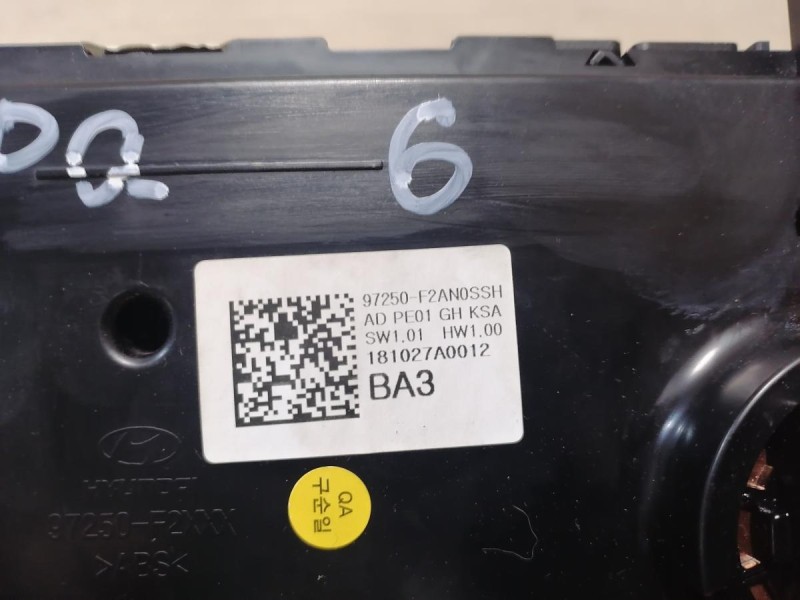 6
97250-F2AN0SSH
AD PE01 GH KSA
SW1.01 HW1.00
181027A0012
BA3
HYUNDAI
97250-F2XXX
>ABS<
QA
구순일